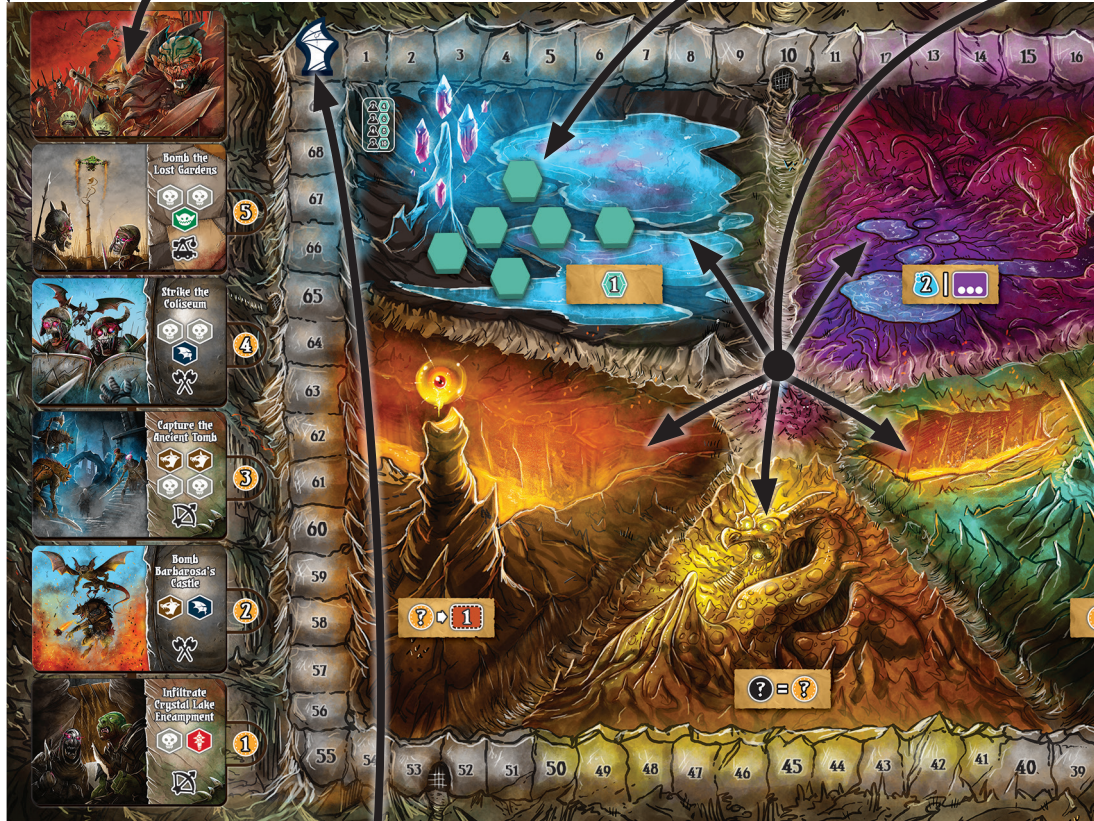 1 2 3 4 5 6 7 8 9 10 11 12 13 14 15 16
Bomb the
Lost Gardens
5
Strike the
Coliseum
4
Capture the
Ancient Tomb
3
Bomb
Barbarosa's
Castle
2
Infiltrate
Crystal Lake
Encampment
1
68
67
66
65
64
63
62
61
60
59
58
57
56
55 54 53 52 51 50 49 48 47 46 45 44 43 42 41 40 39
1
2 |
? 1
? = ?